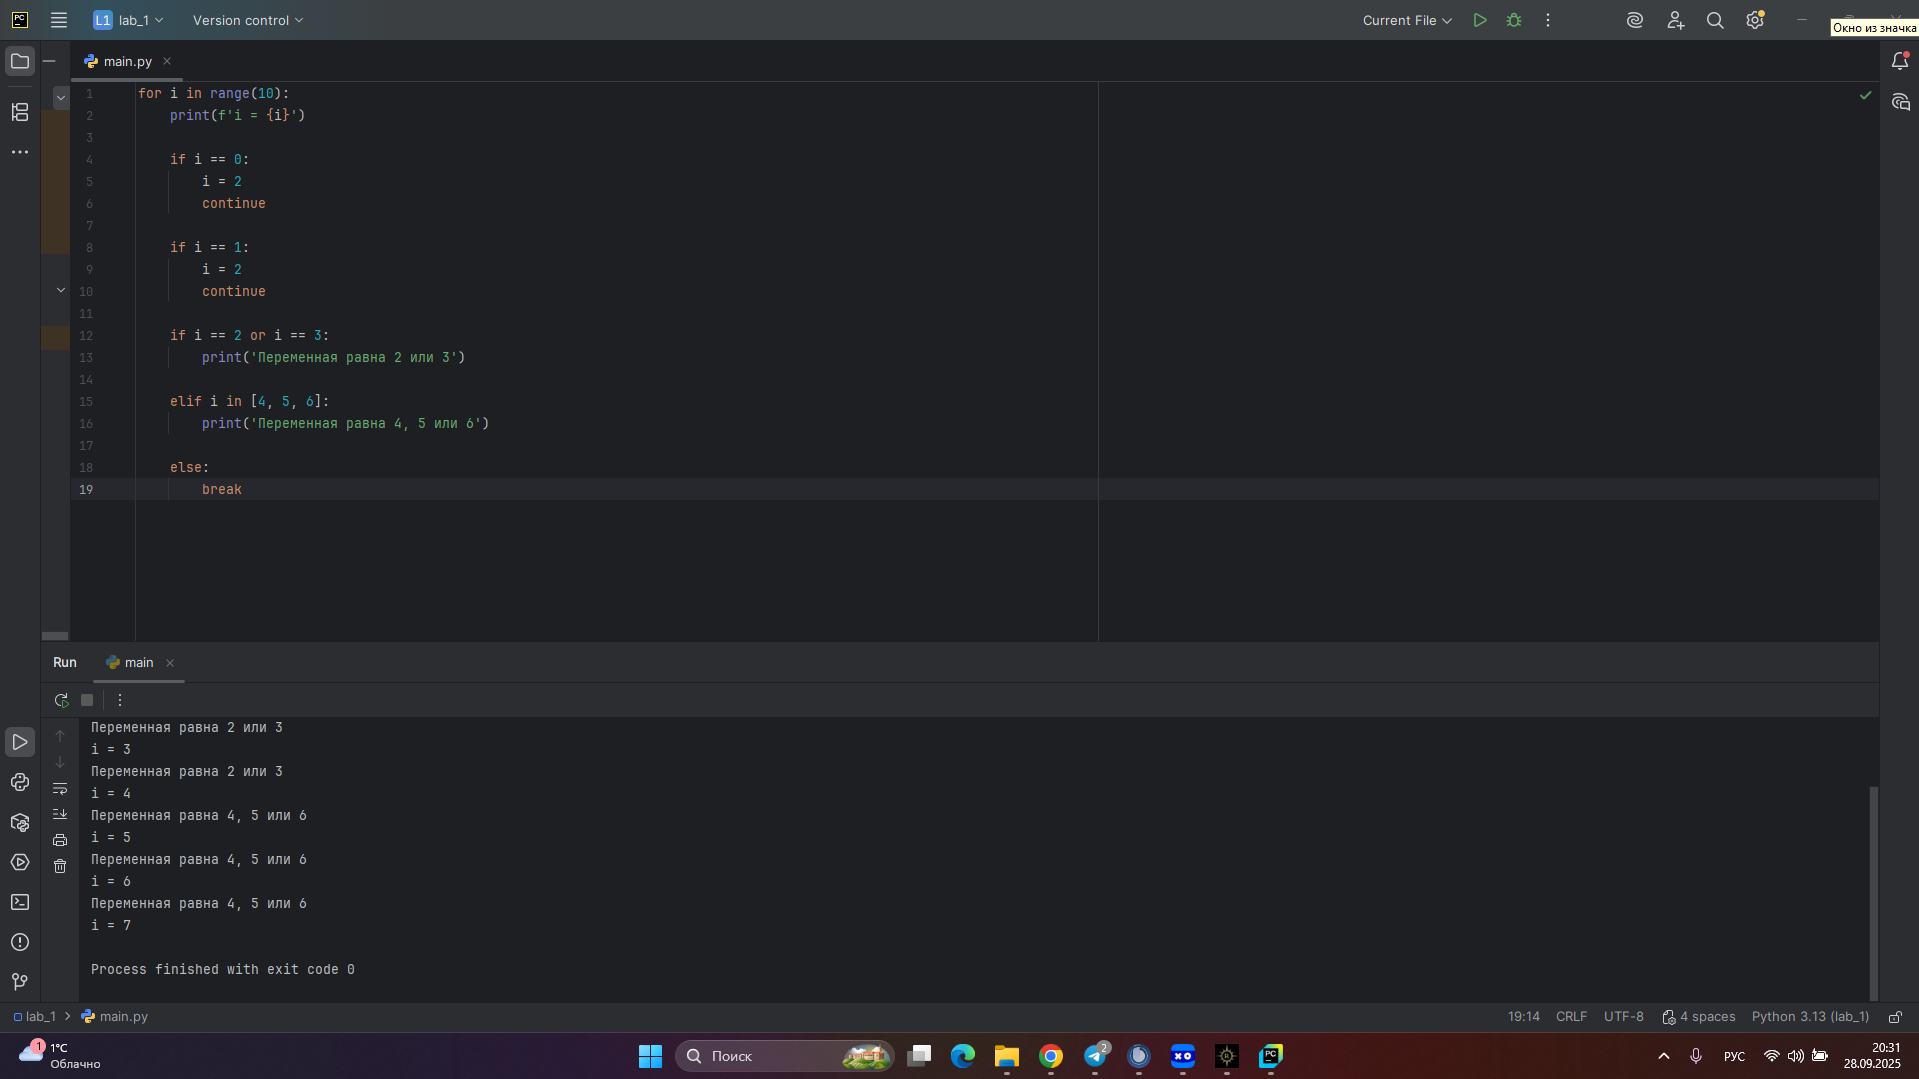 PC
L1 lab_1
Version control
Current File
Окно из значка
main.py
1 for i in range(10):
2     print(f'i = {i}')
3
4     if i == 0:
5         i = 2
6         continue
7
8     if i == 1:
9         i = 2
10         continue
11
12     if i == 2 or i == 3:
13         print('Переменная равна 2 или 3')
14
15     elif i in [4, 5, 6]:
16         print('Переменная равна 4, 5 или 6')
17
18     else:
19         break
Run
main
Переменная равна 2 или 3
i = 3
Переменная равна 2 или 3
i = 4
Переменная равна 4, 5 или 6
i = 5
Переменная равна 4, 5 или 6
i = 6
Переменная равна 4, 5 или 6
i = 7
Process finished with exit code 0
lab_1 > main.py
19:14
CRLF
UTF-8
4 spaces
Python 3.13 (lab_1)
1
1°C
Облачно
Поиск
2
XO
R
PC
РУС
20:31
28.09.2025